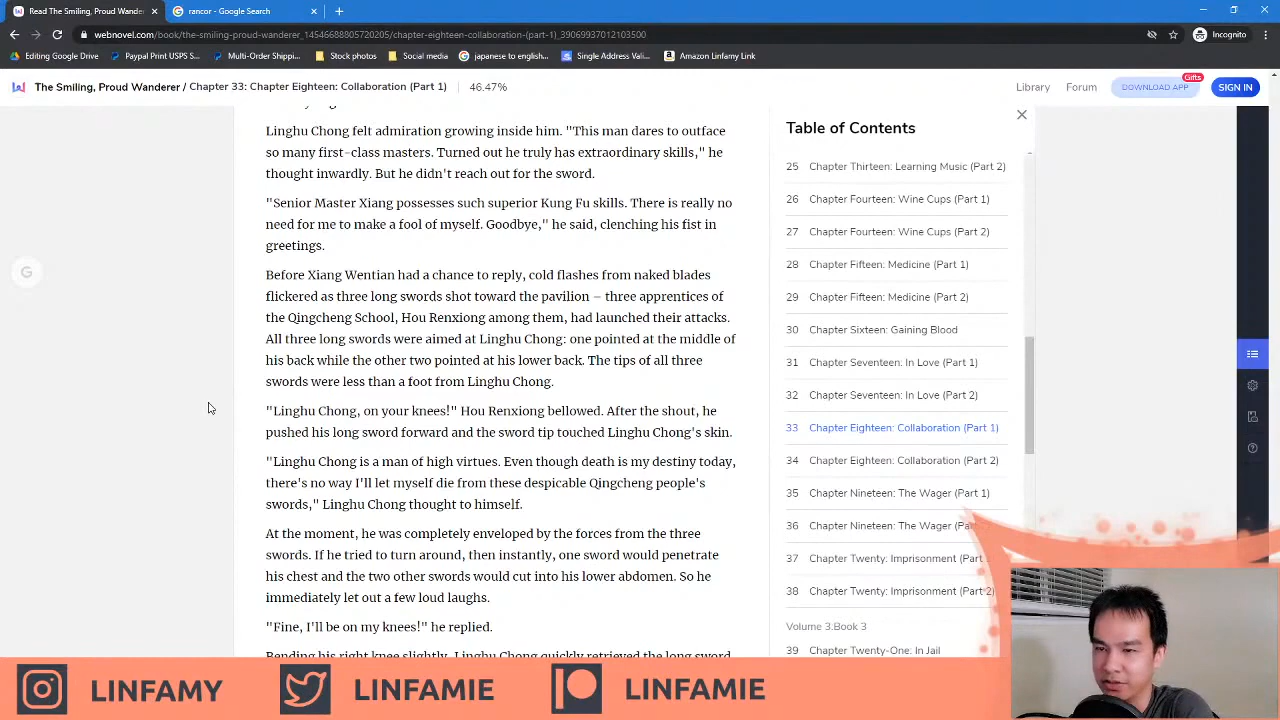 Read The Smiling, Proud Wande
rancor - Google Search
webnovel.com/book/the-smiling-proud-wanderer_14546688805720205/chapter-eighteen-collaboration-(part-1)_39069937012103500
Incognito
Editing Google Drive
Paypal Print USPS S...
Multi-Order Shippi...
Stock photos
Social media
japanese to english...
Single Address Vali...
Amazon Linfamy Link
The Smiling, Proud Wanderer / Chapter 33: Chapter Eighteen: Collaboration (Part 1)
46.47%
Library
Forum
DOWNLOAD APP
Gifts
SIGN IN
Linghu Chong felt admiration growing inside him. "This man dares to outface
so many first-class masters. Turned out he truly has extraordinary skills," he
thought inwardly. But he didn't reach out for the sword.
"Senior Master Xiang possesses such superior Kung Fu skills. There is really no
need for me to make a fool of myself. Goodbye," he said, clenching his fist in
greetings.
Before Xiang Wentian had a chance to reply, cold flashes from naked blades
flickered as three long swords shot toward the pavilion – three apprentices of
the Qingcheng School, Hou Renxiong among them, had launched their attacks.
All three long swords were aimed at Linghu Chong: one pointed at the middle of
his back while the other two pointed at his lower back. The tips of all three
swords were less than a foot from Linghu Chong.
"Linghu Chong, on your knees!" Hou Renxiong bellowed. After the shout, he
pushed his long sword forward and the sword tip touched Linghu Chong's skin.
"Linghu Chong is a man of high virtues. Even though death is my destiny today,
there's no way I'll let myself die from these despicable Qingcheng people's
swords," Linghu Chong thought to himself.
At the moment, he was completely enveloped by the forces from the three
swords. If he tried to turn around, then instantly, one sword would penetrate
his chest and the two other swords would cut into his lower abdomen. So he
immediately let out a few loud laughs.
"Fine, I'll be on my knees!" he replied.
Bending his right knee slightly, Linghu Chong quickly retrieved the long sword
Table of Contents
25 Chapter Thirteen: Learning Music (Part 2)
26 Chapter Fourteen: Wine Cups (Part 1)
27 Chapter Fourteen: Wine Cups (Part 2)
28 Chapter Fifteen: Medicine (Part 1)
29 Chapter Fifteen: Medicine (Part 2)
30 Chapter Sixteen: Gaining Blood
31 Chapter Seventeen: In Love (Part 1)
32 Chapter Seventeen: In Love (Part 2)
33 Chapter Eighteen: Collaboration (Part 1)
34 Chapter Eighteen: Collaboration (Part 2)
35 Chapter Nineteen: The Wager (Part 1)
36 Chapter Nineteen: The Wager (Pa
37 Chapter Twenty: Imprisonment (Part
38 Chapter Twenty: Imprisonment (Part 2)
Volume 3.Book 3
39 Chapter Twenty-One: In Jail
G
LINFAMY
LINFAMIE
LINFAMIE